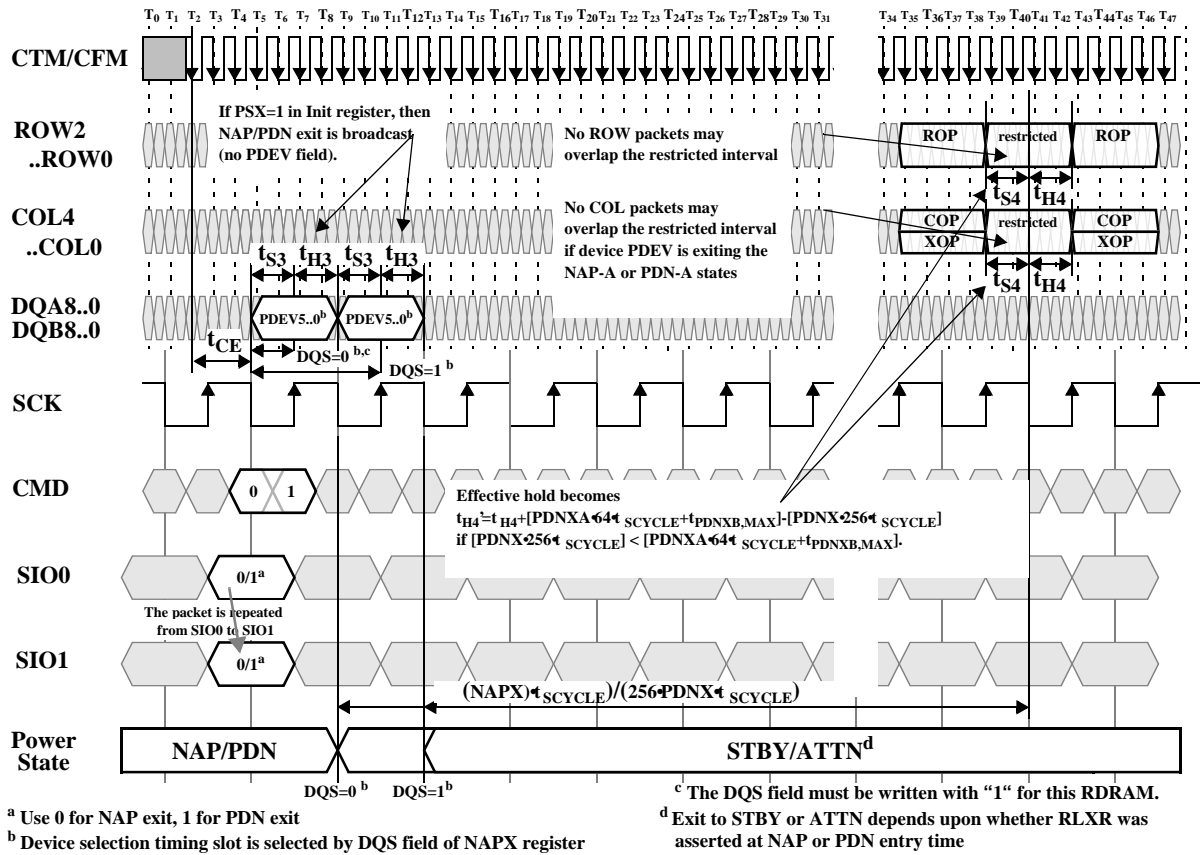 T0 T1 T2 T3 T4 T5 T6 T7 T8 T9 T10 T11 T12 T13 T14 T15 T16 T17 T18 T19 T20 T21 T22 T23 T24 T25 T26 T27 T28 T29 T30 T31 T34 T35 T36 T37 T38 T39 T40 T41 T42 T43 T44 T45 T46 T47
CTM/CFM
ROW2
..ROW0
If PSX=1 in Init register, then
NAP/PDN exit is broadcast
(no PDEV field).
No ROW packets may
overlap the restricted interval
ROP restricted ROP
tS4 tH4
COL4
..COL0
No COL packets may
overlap the restricted interval
if device PDEV is exiting the
NAP-A or PDN-A states
COP restricted COP
XOP XOP
tS3 tH3 tS3 tH3
tS4 tH4
DQA8..0
DQB8..0
PDEV5..0b PDEV5..0b
tCE
DQS=0 b,c
DQS=1 b
SCK
CMD
0 1
Effective hold becomes
tH4'=tH4+[PDNXA•64•tSCYCLE+tPDNXB,MAX]-[PDNX•256•tSCYCLE]
if [PDNX•256•tSCYCLE] < [PDNXA•64•tSCYCLE+tPDNXB,MAX].
SIO0
0/1a
The packet is repeated
from SIO0 to SIO1
SIO1
0/1a
(NAPX)•tSCYCLE)/(256•PDNX•tSCYCLE)
Power
State
NAP/PDN
STBY/ATTNd
DQS=0 b DQS=1b
a Use 0 for NAP exit, 1 for PDN exit
b Device selection timing slot is selected by DQS field of NAPX register
c The DQS field must be written with “1“ for this RDRAM.
d Exit to STBY or ATTN depends upon whether RLXR was
asserted at NAP or PDN entry time